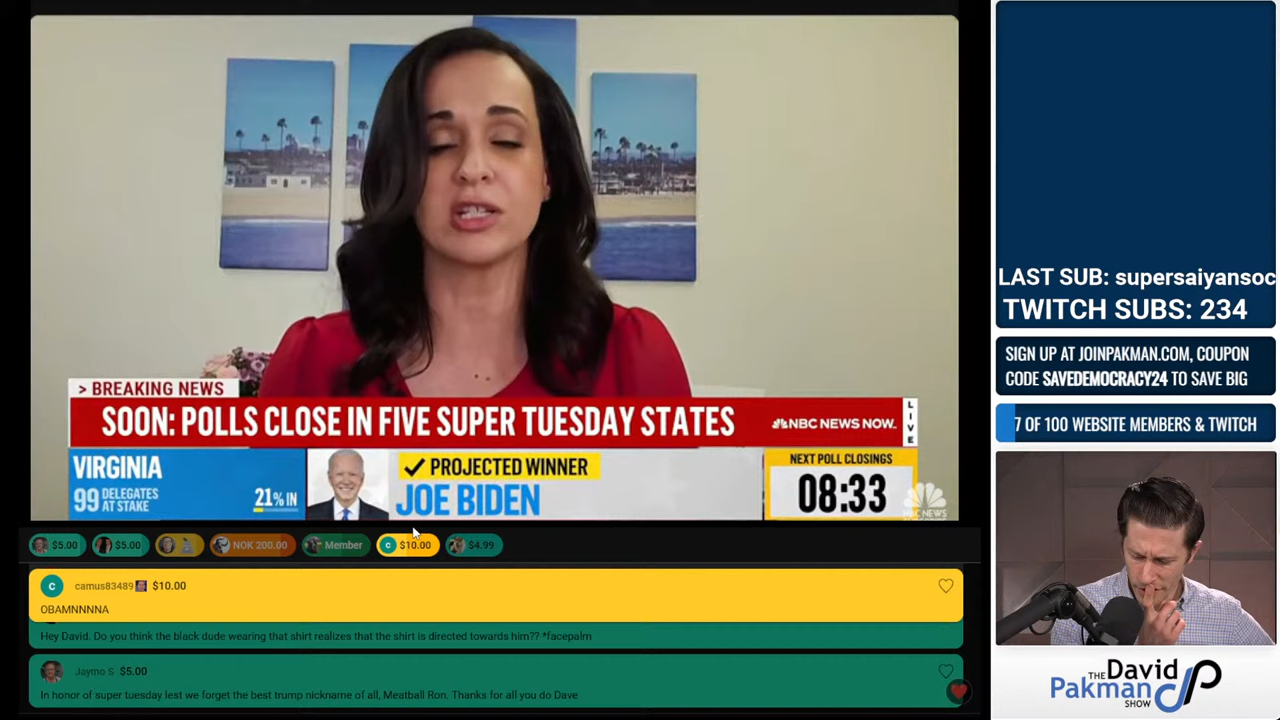 > BREAKING NEWS
SOON: POLLS CLOSE IN FIVE SUPER TUESDAY STATES
NBC NEWS NOW.
LIVE
VIRGINIA
99 DELEGATES
AT STAKE
21% IN
PROJECTED WINNER
JOE BIDEN
NEXT POLL CLOSINGS
08:33
NBC NEWS
$5.00
$5.00
NOK 200.00
Member
C $10.00
$4.99
C camus83489 $10.00
OBAMNNNNA
Hey David. Do you think the black dude wearing that shirt realizes that the shirt is directed towards him?? *facepalm
Jaymo S $5.00
In honor of super tuesday lest we forget the best trump nickname of all, Meatball Ron. Thanks for all you do Dave
LAST SUB: supersaiyansoc
TWITCH SUBS: 234
SIGN UP AT JOINPAKMAN.COM, COUPON
CODE SAVEDEMOCRACY24 TO SAVE BIG
7 OF 100 WEBSITE MEMBERS & TWITCH
THE David
Pakman
SHOW